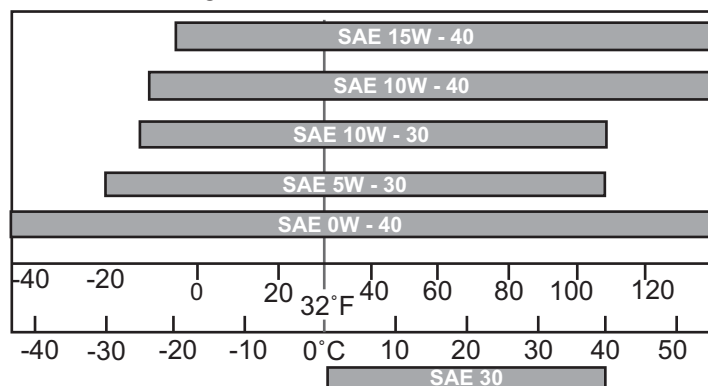 SAE 15W - 40
SAE 10W - 40
SAE 10W - 30
SAE 5W - 30
SAE 0W - 40
-40 -20 0 20 32°F 40 60 80 100 120
-40 -30 -20 -10 0°C 10 20 30 40 50
SAE 30